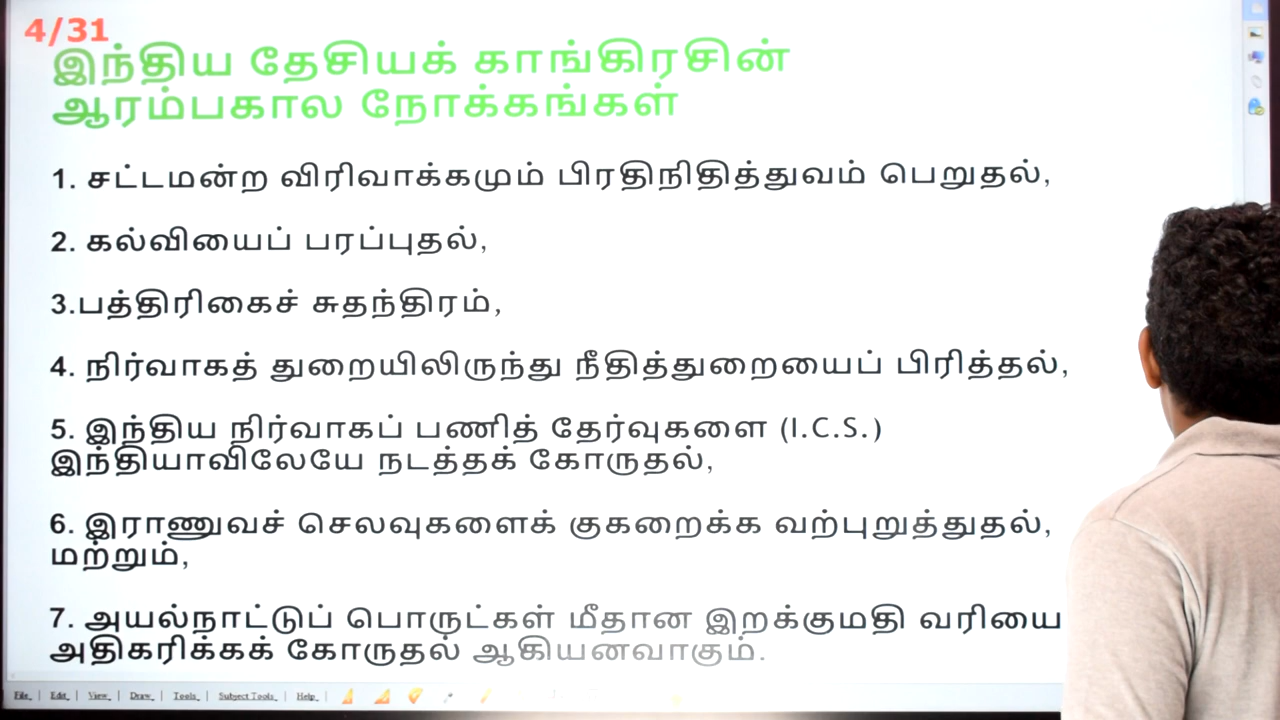 4/31
இந்திய தேசியக் காங்கிரசின்
ஆரம்பகால நோக்கங்கள்
1. சட்டமன்ற விரிவாக்கமும் பிரதிநிதித்துவம் பெறுதல்,
2. கல்வியைப் பரப்புதல்,
3.பத்திரிகைச் சுதந்திரம்,
4. நிர்வாகத் துறையிலிருந்து நீதித்துறையைப் பிரித்தல்,
5. இந்திய நிர்வாகப் பணித் தேர்வுகளை (I.C.S.)
இந்தியாவிலேயே நடத்தக் கோருதல்,
6. இராணுவச் செலவுகளைக் குகறைக்க வற்புறுத்துதல்,
மற்றும்,
7. அயல்நாட்டுப் பொருட்கள் மீதான இறக்குமதி வரியை
அதிகரிக்கக் கோருதல் ஆகியனவாகும்.
File | Edit | View | Draw | Tools | Subject Tools | Help |